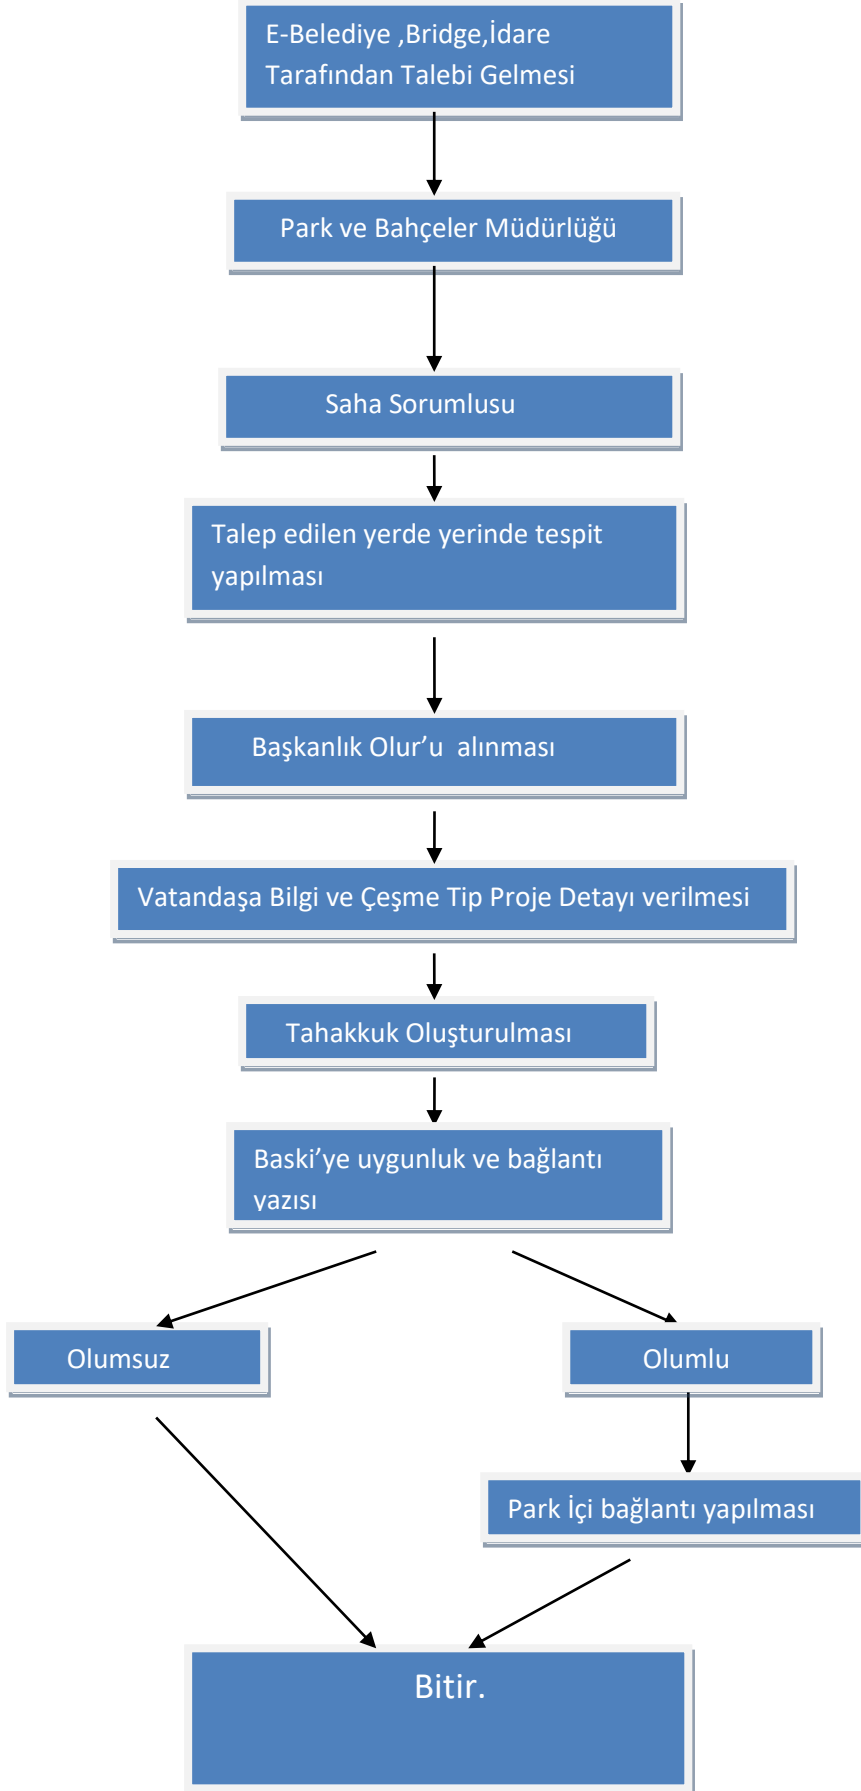 E-Belediye ,Bridge,İdare
Tarafından Talebi Gelmesi
Park ve Bahçeler Müdürlüğü
Saha Sorumlusu
Talep edilen yerde yerinde tespit
yapılması
Başkanlık Olur’u  alınması
Vatandaşa Bilgi ve Çeşme Tip Proje Detayı verilmesi
Tahakkuk Oluşturulması
Baski’ye uygunluk ve bağlantı
yazısı
Olumsuz
Olumlu
Park İçi bağlantı yapılması
Bitir.